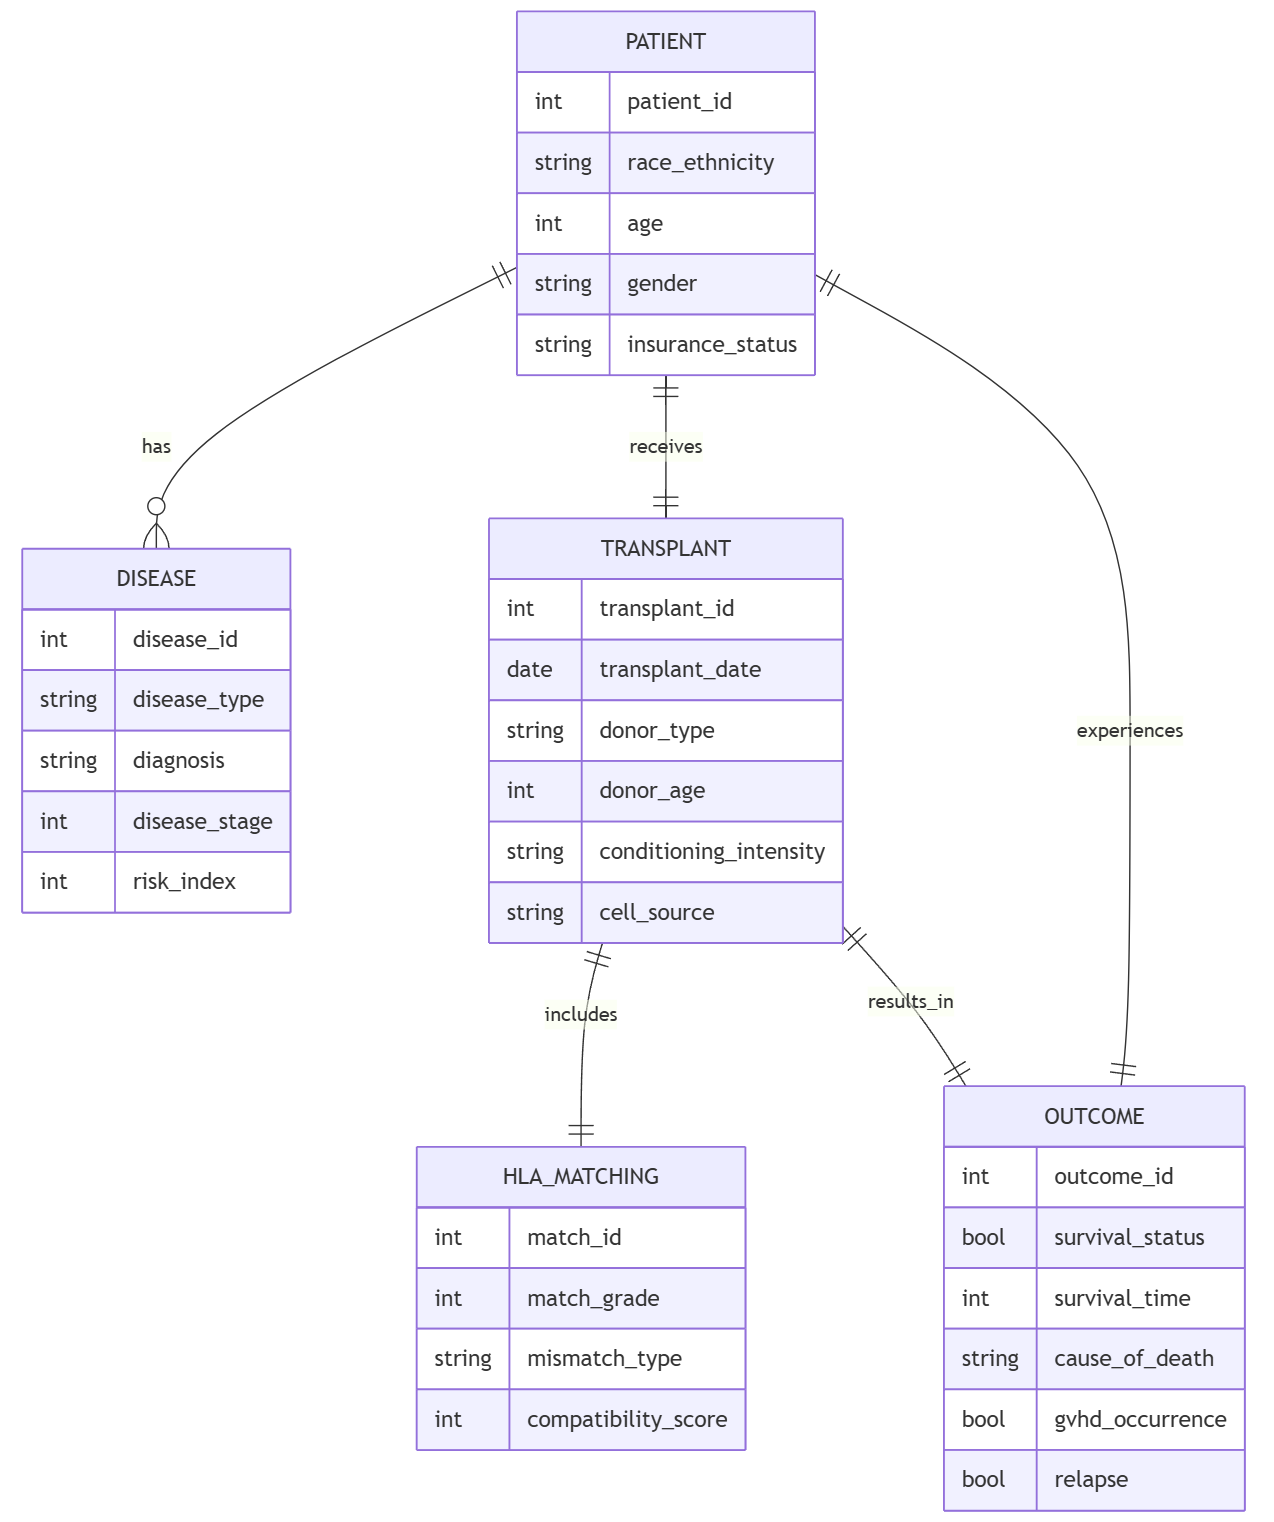 PATIENT
int patient_id
string race_ethnicity
int age
string gender
string insurance_status
has
receives
experiences
DISEASE
int disease_id
string disease_type
string diagnosis
int disease_stage
int risk_index
TRANSPLANT
int transplant_id
date transplant_date
string donor_type
int donor_age
string conditioning_intensity
string cell_source
includes
results_in
HLA_MATCHING
int match_id
int match_grade
string mismatch_type
int compatibility_score
OUTCOME
int outcome_id
bool survival_status
int survival_time
string cause_of_death
bool gvhd_occurrence
bool relapse